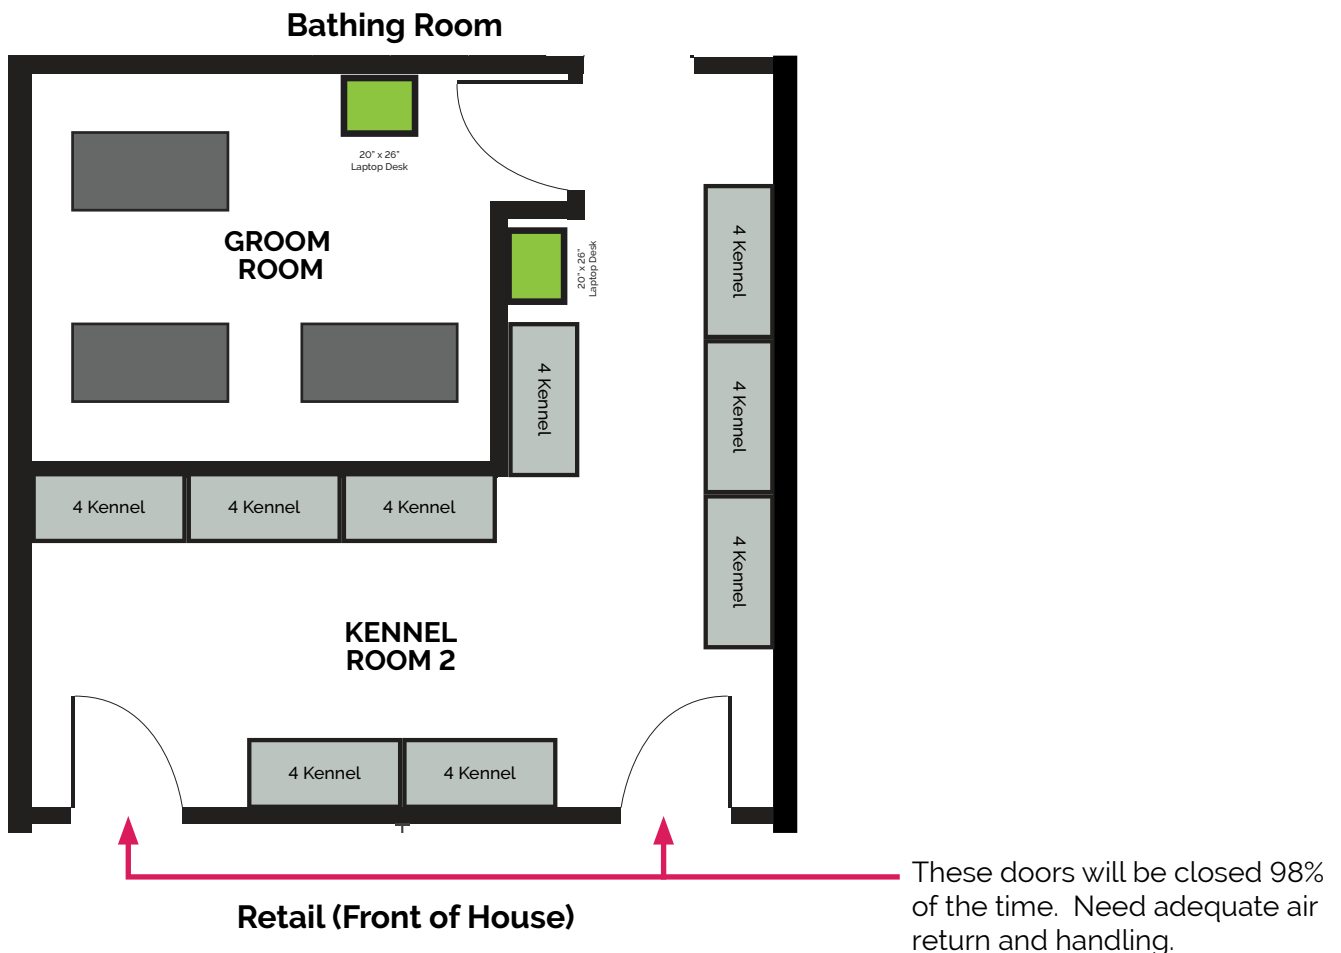 Bathing Room
20" x 26"
Laptop Desk
GROOM
ROOM
20" x 26"
Laptop Desk
4 Kennel
4 Kennel
4 Kennel
4 Kennel
4 Kennel
4 Kennel
4 Kennel
KENNEL
ROOM 2
4 Kennel
4 Kennel
These doors will be closed 98%
of the time. Need adequate air
return and handling.
Retail (Front of House)